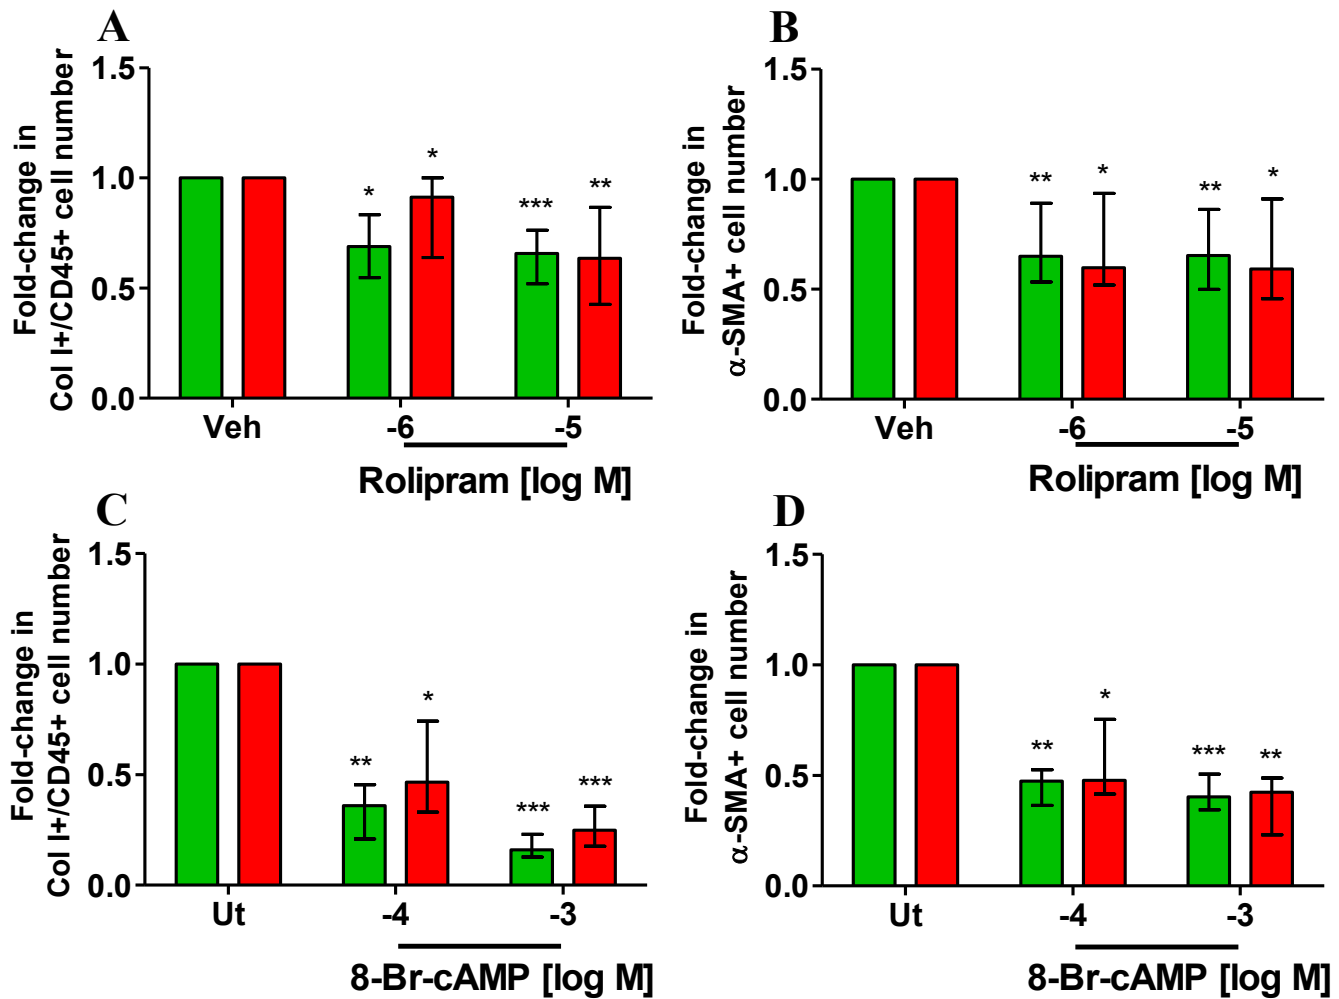 A
Fold-change in
Col I+/CD45+ cell number
1.5
1.0
0.5
0.0
*
*
***
**
Veh
-6
-5
Rolipram [log M]
B
Fold-change in
α-SMA+ cell number
1.5
1.0
0.5
0.0
**
*
**
*
Veh
-6
-5
Rolipram [log M]
C
Fold-change in
Col I+/CD45+ cell number
1.5
1.0
0.5
0.0
**
*
***
***
Ut
-4
-3
8-Br-cAMP [log M]
D
Fold-change in
α-SMA+ cell number
1.5
1.0
0.5
0.0
**
*
***
**
Ut
-4
-3
8-Br-cAMP [log M]